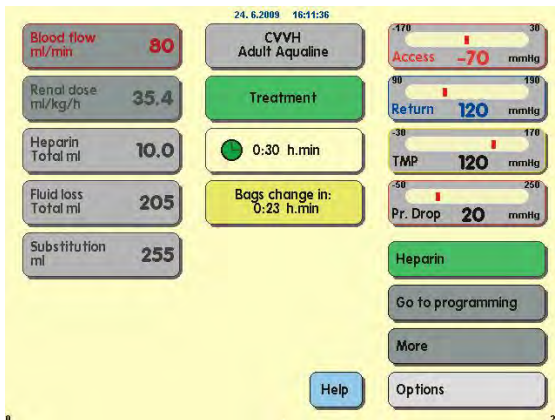 24. 6.2009 16:11:36
Blood flow
ml/min 80
Renal dose
ml/kg/h 35.4
Heparin
Total ml 10.0
Fluid loss
Total ml 205
Substitution
ml 255
CVVH
Adult Aqualine
Treatment
0:30 h.min
Bags change in:
0:23 h.min
-170 30
Access -70 mmHg
90 190
Return 120 mmHg
-30 170
TMP 120 mmHg
-50 250
Pr. Drop 20 mmHg
Heparin
Go to programming
More
Options
Help